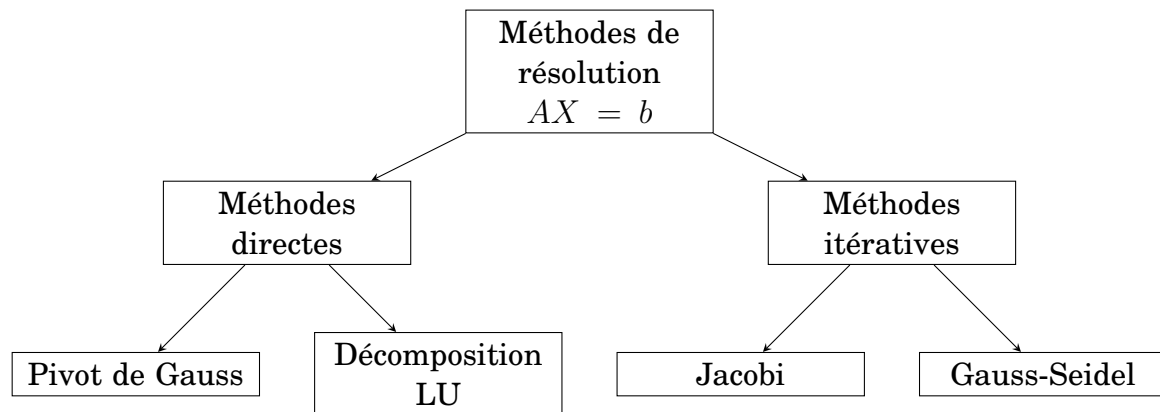 Méthodes de
résolution
AX = b
Méthodes
directes
Méthodes
itératives
Pivot de Gauss
Décomposition
LU
Jacobi
Gauss-Seidel